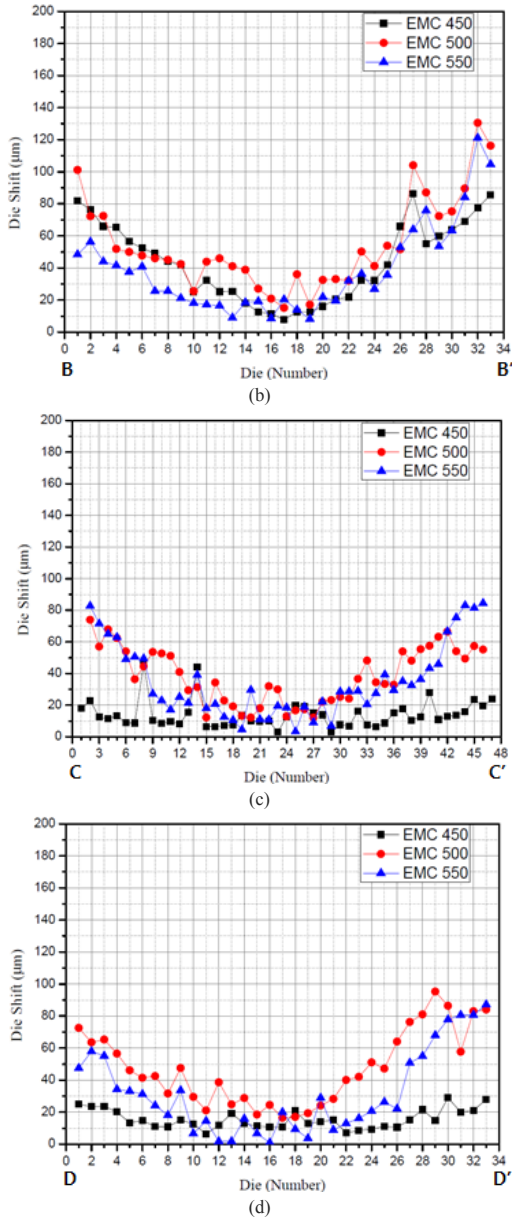 200
180
160
140
120
100
80
60
40
20
0
Die Shift (μm)
EMC 450
EMC 500
EMC 550
0 2 4 6 8 10 12 14 16 18 20 22 24 26 28 30 32 34
B B'
Die (Number)
(b)
200
180
160
140
120
100
80
60
40
20
0
Die Shift (μm)
EMC 450
EMC 500
EMC 550
0 3 6 9 12 15 18 21 24 27 30 33 36 39 42 45 48
C C'
Die (Number)
(c)
200
180
160
140
120
100
80
60
40
20
0
Die Shift (μm)
EMC 450
EMC 500
EMC 550
0 2 4 6 8 10 12 14 16 18 20 22 24 26 28 30 32 34
D D'
Die (Number)
(d)